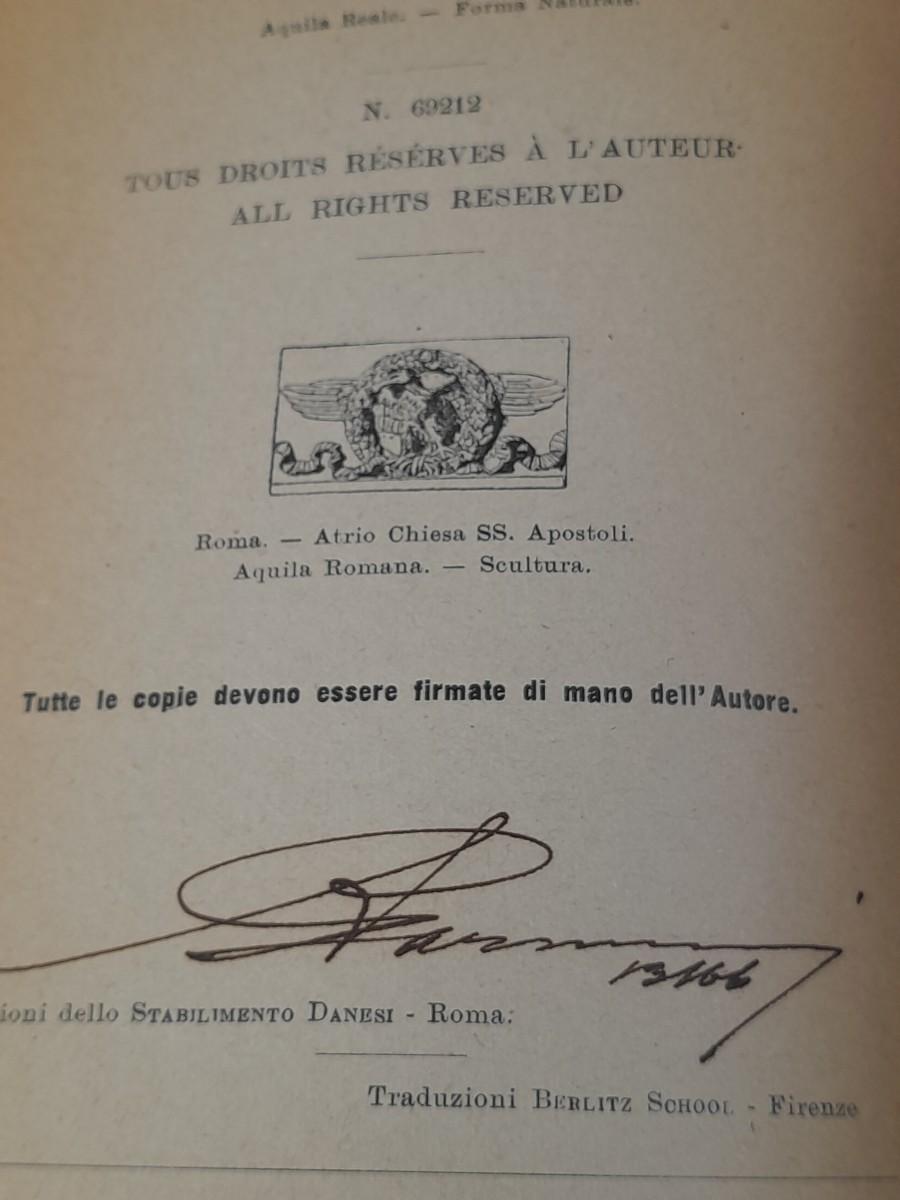 Aquila Reale. — Forma Naturale.
N. 69212
TOUS DROITS RÉSÉRVES À L'AUTEUR·
ALL RIGHTS RESERVED
Roma. — Atrio Chiesa SS. Apostoli.
Aquila Romana. — Scultura.
Tutte le copie devono essere firmate di mano dell'Autore.
ioni dello STABILIMENTO DANESI - Roma.
Traduzioni BERLITZ SCHOOL - Firenze